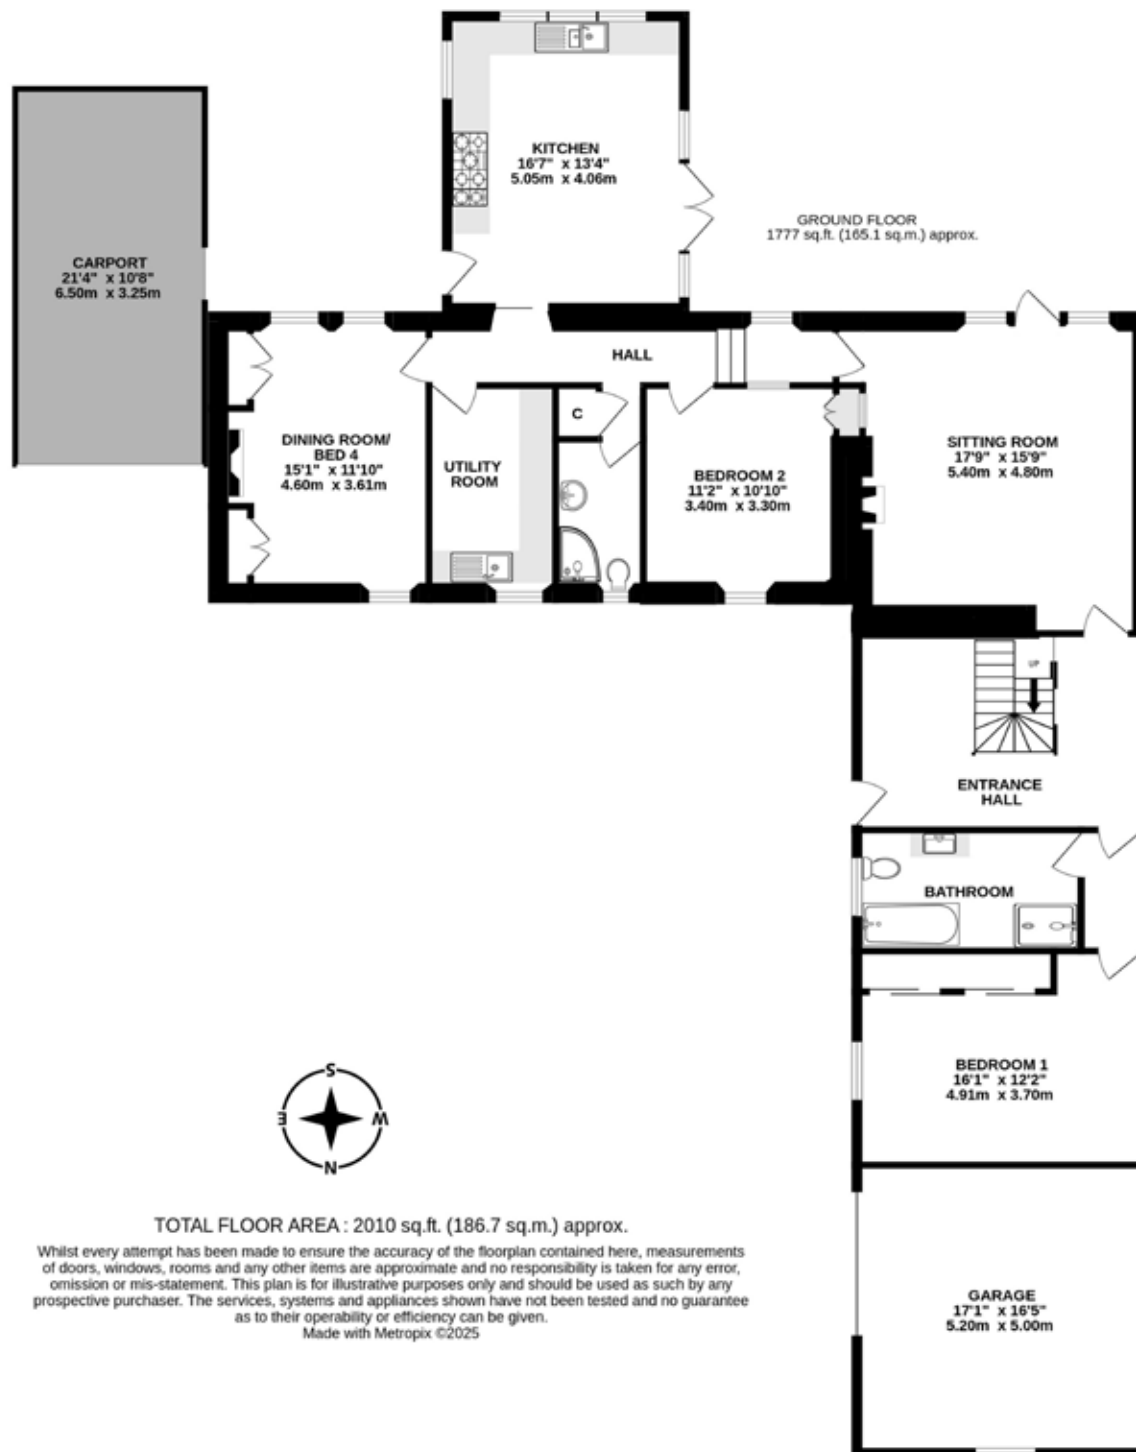 KITCHEN
16'7" x 13'4"
5.05m x 4.06m
GROUND FLOOR
1777 sq.ft. (165.1 sq.m.) approx.
CARPORT
21'4" x 10'8"
6.50m x 3.25m
HALL
C
DINING ROOM/
BED 4
15'1" x 11'10"
4.60m x 3.61m
UTILITY
ROOM
BEDROOM 2
11'2" x 10'10"
3.40m x 3.30m
SITTING ROOM
17'9" x 15'9"
5.40m x 4.80m
UP
ENTRANCE
HALL
BATHROOM
BEDROOM 1
16'1" x 12'2"
4.91m x 3.70m
S
E
W
N
GARAGE
17'1" x 16'5"
5.20m x 5.00m
TOTAL FLOOR AREA : 2010 sq.ft. (186.7 sq.m.) approx.
Whilst every attempt has been made to ensure the accuracy of the floorplan contained here, measurements
of doors, windows, rooms and any other items are approximate and no responsibility is taken for any error,
omission or mis-statement. This plan is for illustrative purposes only and should be used as such by any
prospective purchaser. The services, systems and appliances shown have not been tested and no guarantee
as to their operability or efficiency can be given.
Made with Metropix ©2025